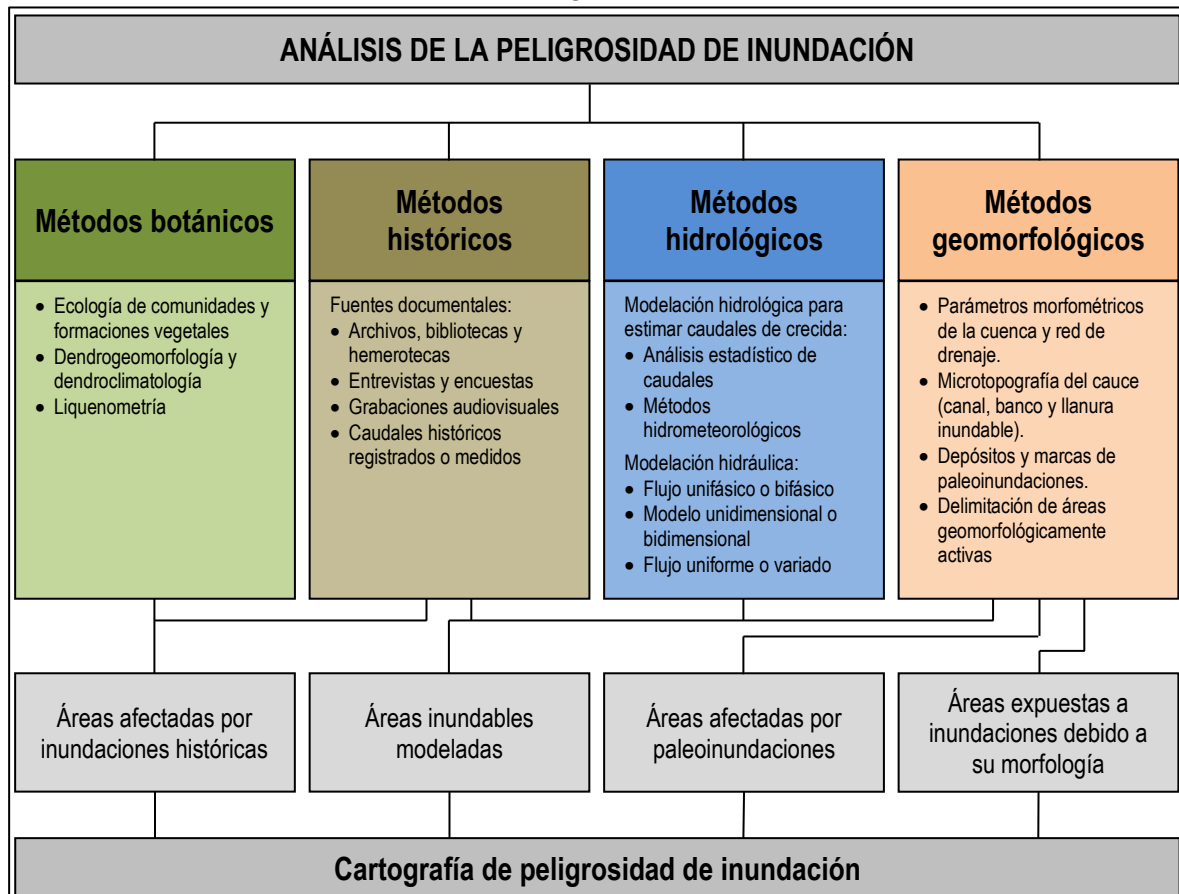 ANÁLISIS DE LA PELIGROSIDAD DE INUNDACIÓN
Métodos botánicos
• Ecología de comunidades y
formaciones vegetales
• Dendrogeomorfología y
dendroclimatología
• Liquenometría
Métodos
históricos
Fuentes documentales:
• Archivos, bibliotecas y
hemerotecas
• Entrevistas y encuestas
• Grabaciones audiovisuales
• Caudales históricos
registrados o medidos
Métodos
hidrológicos
Modelación hidrológica para
estimar caudales de crecida:
• Análisis estadístico de
caudales
• Métodos
hidrometeorológicos
Modelación hidráulica:
• Flujo unifásico o bifásico
• Modelo unidimensional o
bidimensional
• Flujo uniforme o variado
Métodos
geomorfológicos
• Parámetros morfométricos
de la cuenca y red de
drenaje.
• Microtopografía del cauce
(canal, banco y llanura
inundable).
• Depósitos y marcas de
paleoinundaciones.
• Delimitación de áreas
geomorfológicamente
activas
Áreas afectadas por
inundaciones históricas
Áreas inundables
modeladas
Áreas afectadas por
paleoinundaciones
Áreas expuestas a
inundaciones debido a
su morfología
Cartografía de peligrosidad de inundación